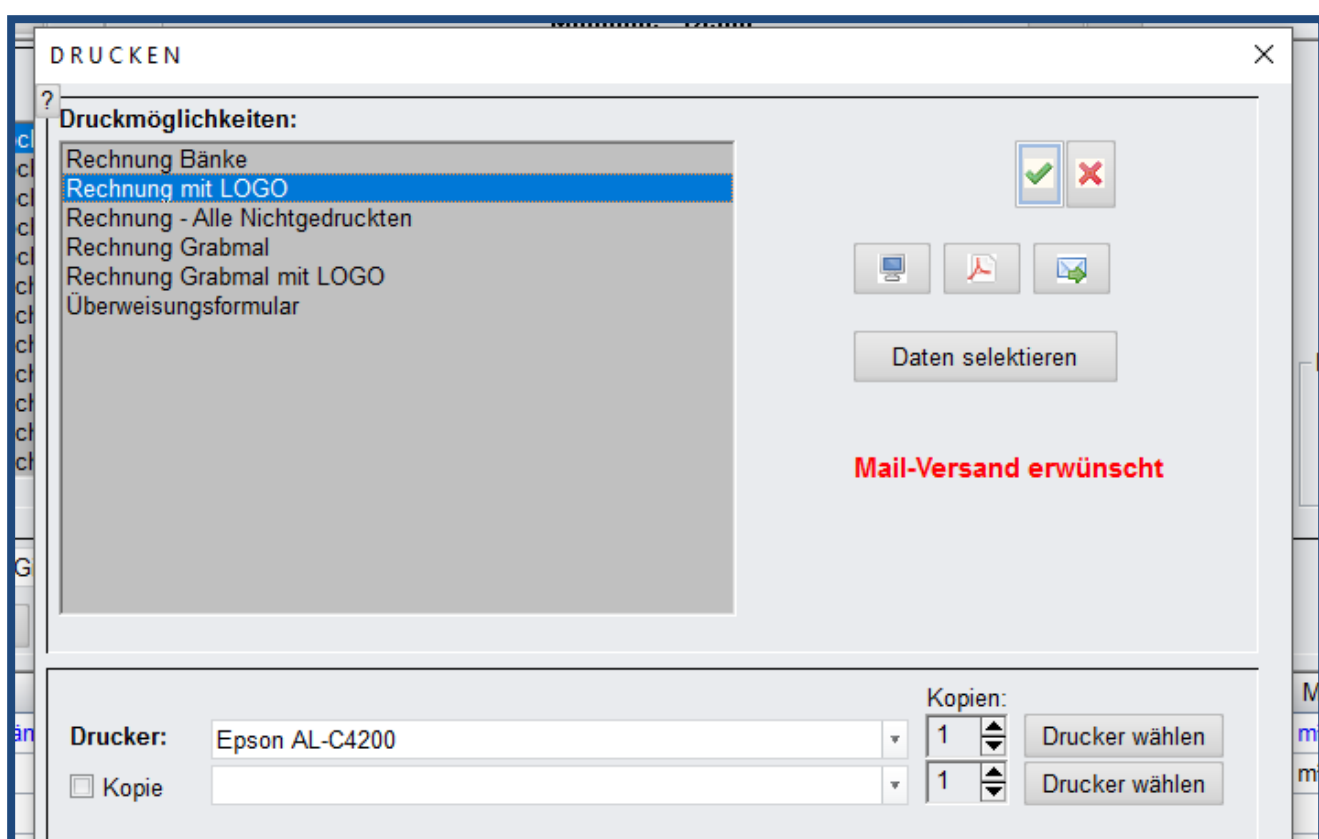 DRUCKEN
?
Druckmöglichkeiten:
Rechnung Bänke
Rechnung mit LOGO
Rechnung - Alle Nichtgedruckten
Rechnung Grabmal
Rechnung Grabmal mit LOGO
Überweisungsformular
Daten selektieren
Mail-Versand erwünscht
Kopien:
Drucker: Epson AL-C4200 1 Drucker wählen
Kopie 1 Drucker wählen